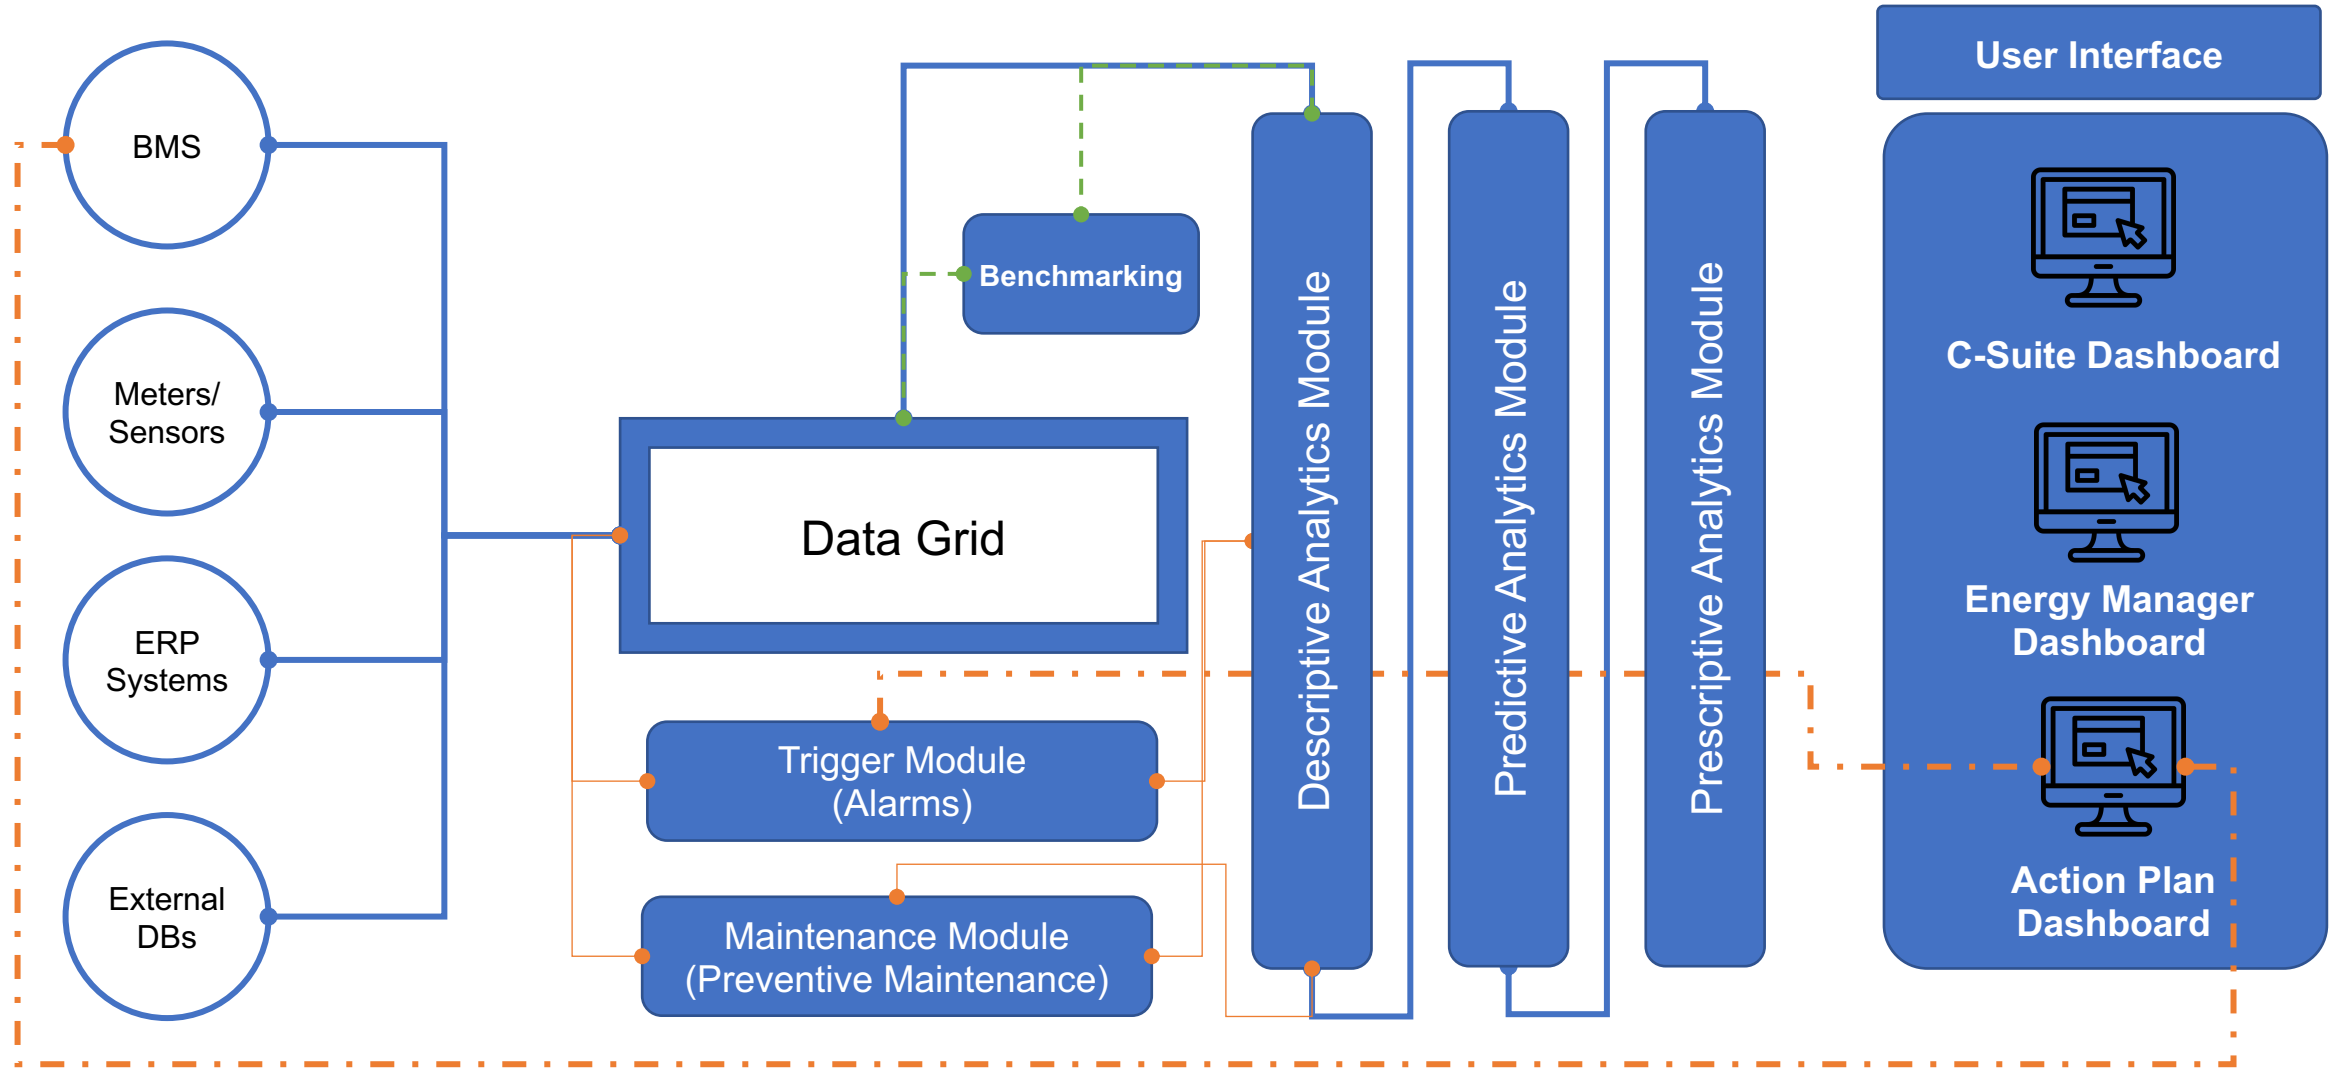 BMS
Meters/
Sensors
ERP
Systems
External
DBs
Benchmarking
Data Grid
Trigger Module
(Alarms)
Maintenance Module
(Preventive Maintenance)
Descriptive Analytics Module
Predictive Analytics Module
Prescriptive Analytics Module
User Interface
C-Suite Dashboard
Energy Manager
Dashboard
Action Plan
Dashboard